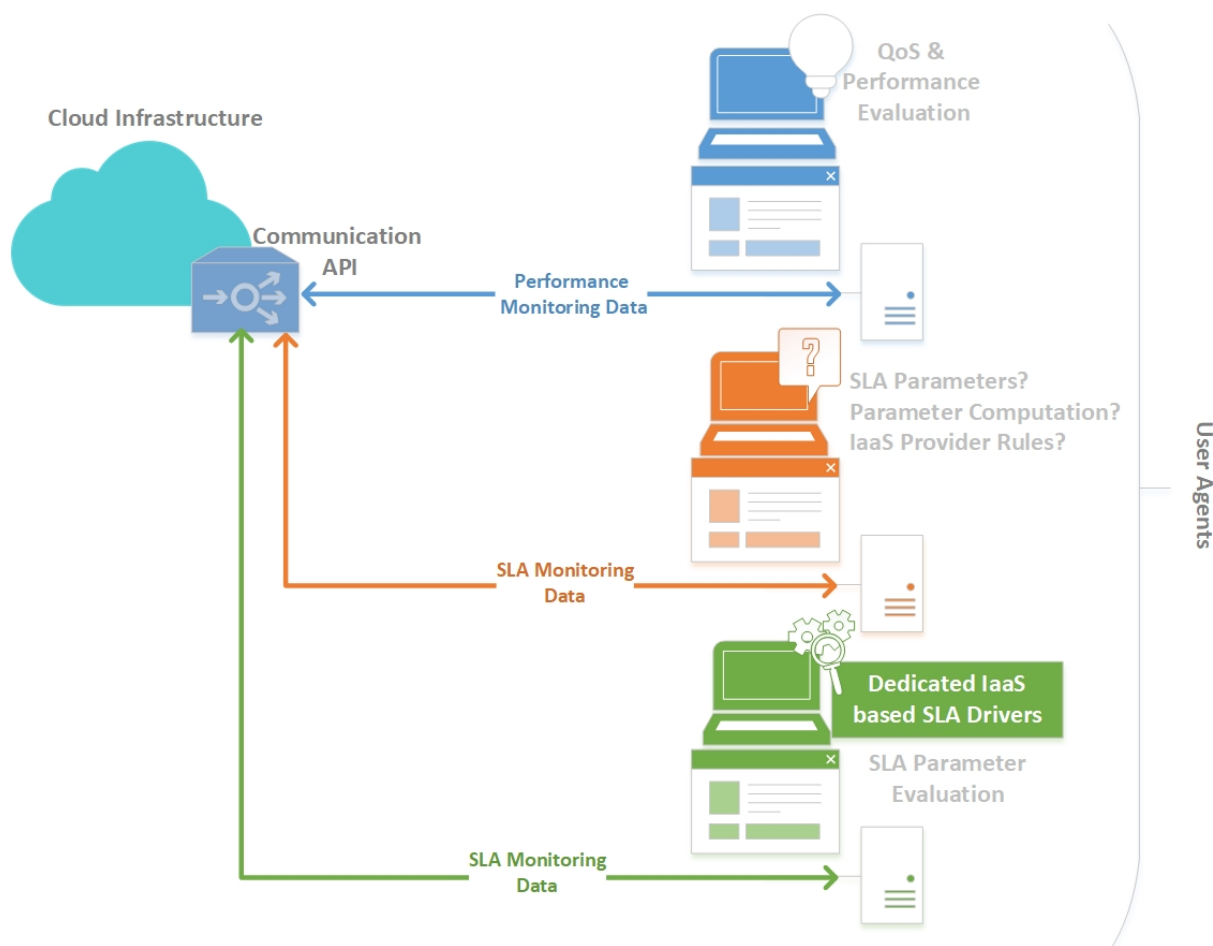 QoS &
Performance
Evaluation
Cloud Infrastructure
Communication
API
Performance
Monitoring Data
?
SLA Parameters?
Parameter Computation?
IaaS Provider Rules?
User Agents
SLA Monitoring
Data
Dedicated IaaS
based SLA Drivers
SLA Parameter
Evaluation
SLA Monitoring
Data